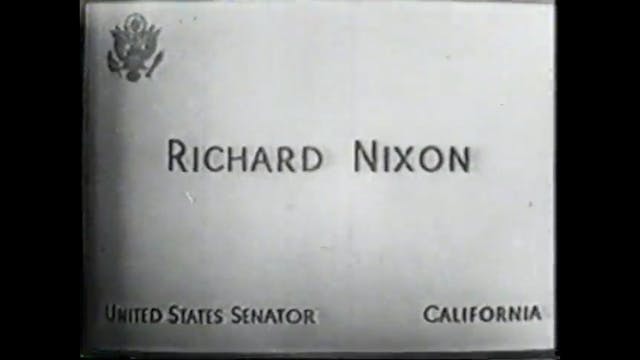 RICHARD NIXON
UNITED STATES SENATOR CALIFORNIA